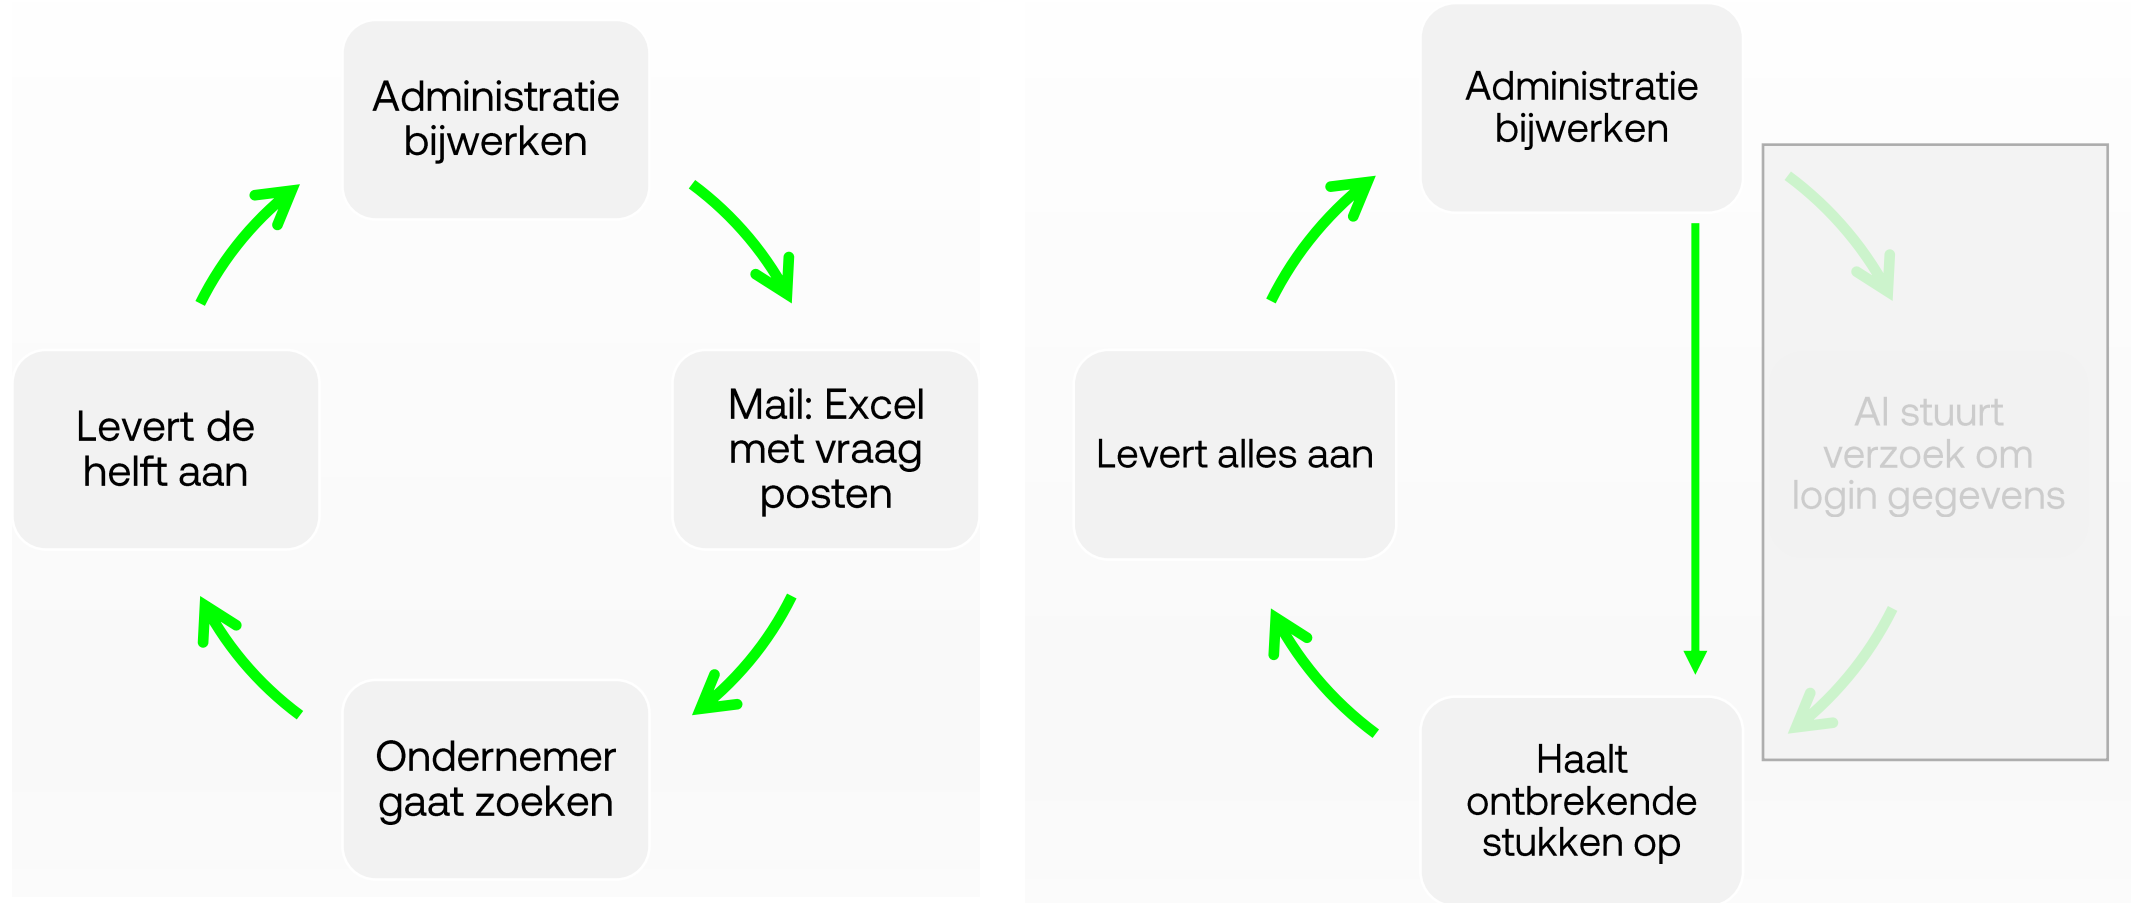 Administratie
bijwerken
Mail: Excel
met vraag
posten
Ondernemer
gaat zoeken
Levert de
helft aan
Administratie
bijwerken
AI stuurt
verzoek om
login gegevens
Haalt
ontbrekende
stukken op
Levert alles aan